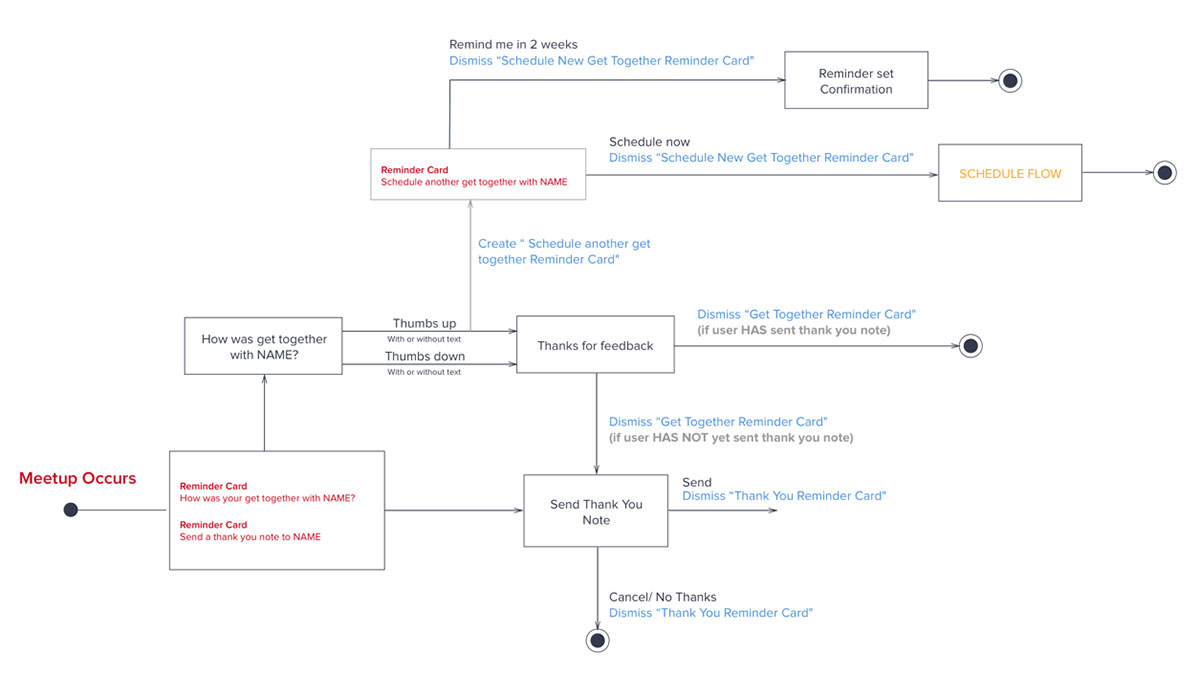 Remind me in 2 weeks
Dismiss “Schedule New Get Together Reminder Card"
Reminder set
Confirmation
Schedule now
Dismiss “Schedule New Get Together Reminder Card"
Reminder Card
Schedule another get together with NAME
SCHEDULE FLOW
Create “ Schedule another get
together Reminder Card"
How was get together
with NAME?
Thumbs up
With or without text
Thumbs down
With or without text
Thanks for feedback
Dismiss “Get Together Reminder Card"
(if user HAS sent thank you note)
Dismiss “Get Together Reminder Card"
(if user HAS NOT yet sent thank you note)
Meetup Occurs
Reminder Card
How was your get together with NAME?
Reminder Card
Send a thank you note to NAME
Send Thank You
Note
Send
Dismiss “Thank You Reminder Card"
Cancel/ No Thanks
Dismiss “Thank You Reminder Card"